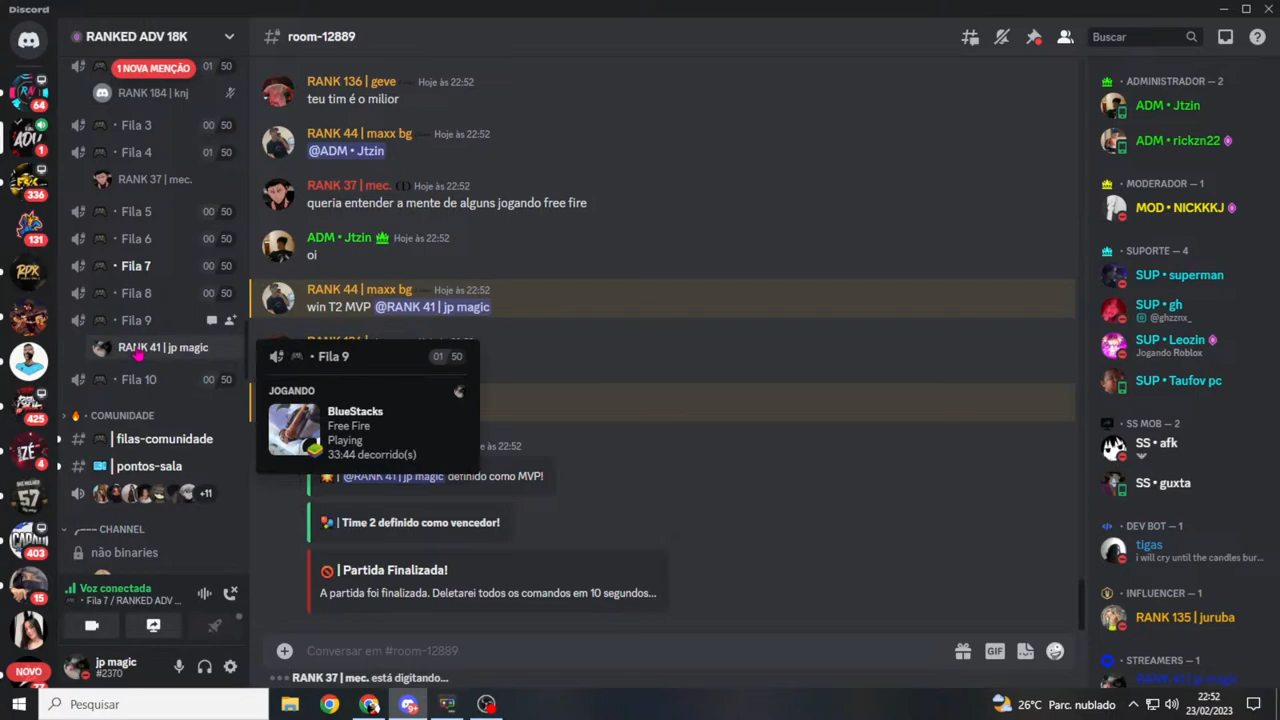 Discord
RANKED ADV 18K
room-12889
Buscar
1 NOVA MENÇÃO
01 50
RANK 184 | knj
• Fila 3
00 50
• Fila 4
01 50
RANK 37 | mec.
• Fila 5
00 50
• Fila 6
00 50
• Fila 7
00 50
• Fila 8
00 50
• Fila 9
RANK 41 | jp magic
• Fila 10
00 50
COMUNIDADE
| filas-comunidade
| pontos-sala
+11
CHANNEL
não binaries
Voz conectada
• Fila 7 / RANKED ADV ...
jp magic
#2370
64
1
336
131
425
4
403
15
NOVO
RANK 136 | geve Hoje às 22:52
teu tim é o milior
RANK 44 | maxx bg Hoje às 22:52
@ADM • Jtzin
RANK 37 | mec. Hoje às 22:52
queria entender a mente de alguns jogando free fire
ADM • Jtzin Hoje às 22:52
oi
RANK 44 | maxx bg Hoje às 22:52
win T2 MVP @RANK 41 | jp magic
• Fila 9
01 50
JOGANDO
BlueStacks
Free Fire
Playing
33:44 decorrido(s)
às 22:52
| @RANK 41 | jp magic definido como MVP!
| Time 2 definido como vencedor!
| Partida Finalizada!
A partida foi finalizada. Deletarei todos os comandos em 10 segundos...
Conversar em #room-12889
GIF
RANK 37 | mec. está digitando...
• ADMINISTRADOR — 2
ADM • Jtzin
ADM • rickzn22
• MODERADOR — 1
MOD • NICKKKJ
• SUPORTE — 4
SUP • superman
SUP • gh
@ghzznx_
SUP • Leozin
Jogando Roblox
SUP • Taufov pc
• SS MOB — 2
SS • afk
SS • guxta
• DEV BOT — 1
tigas
i will cry until the candles bur...
• INFLUENCER — 1
RANK 135 | juruba
• STREAMERS — 1
RANK 41 | jp magic
Pesquisar
9+
26°C Parc. nublado
22:52
23/02/2023